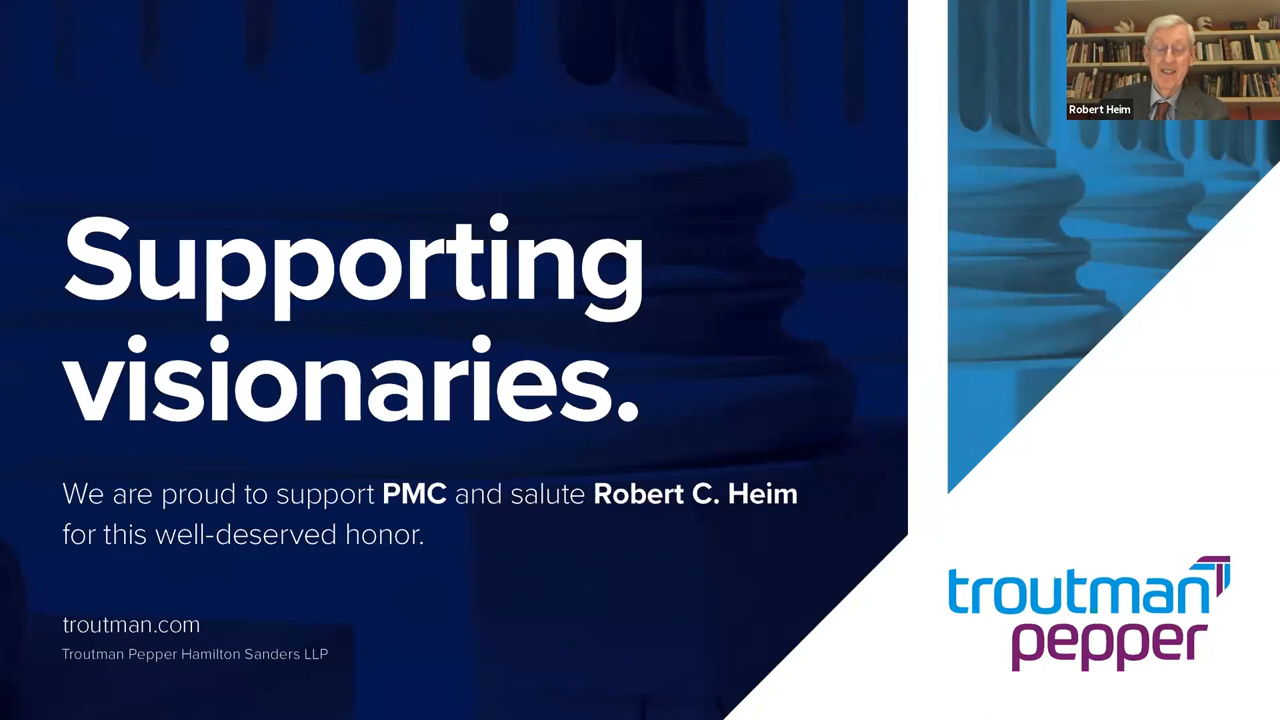 Robert Heim
Supporting
visionaries.
We are proud to support PMC and salute Robert C. Heim
for this well-deserved honor.
troutman.com
Troutman Pepper Hamilton Sanders LLP
troutman
pepper